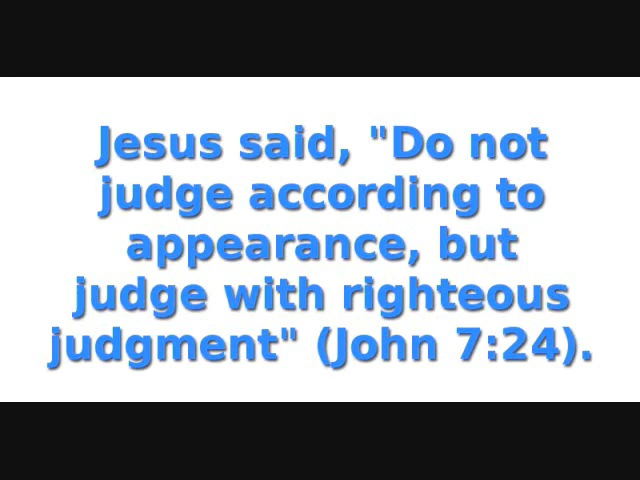 Jesus said, "Do not
judge according to
appearance, but
judge with righteous
judgment" (John 7:24).